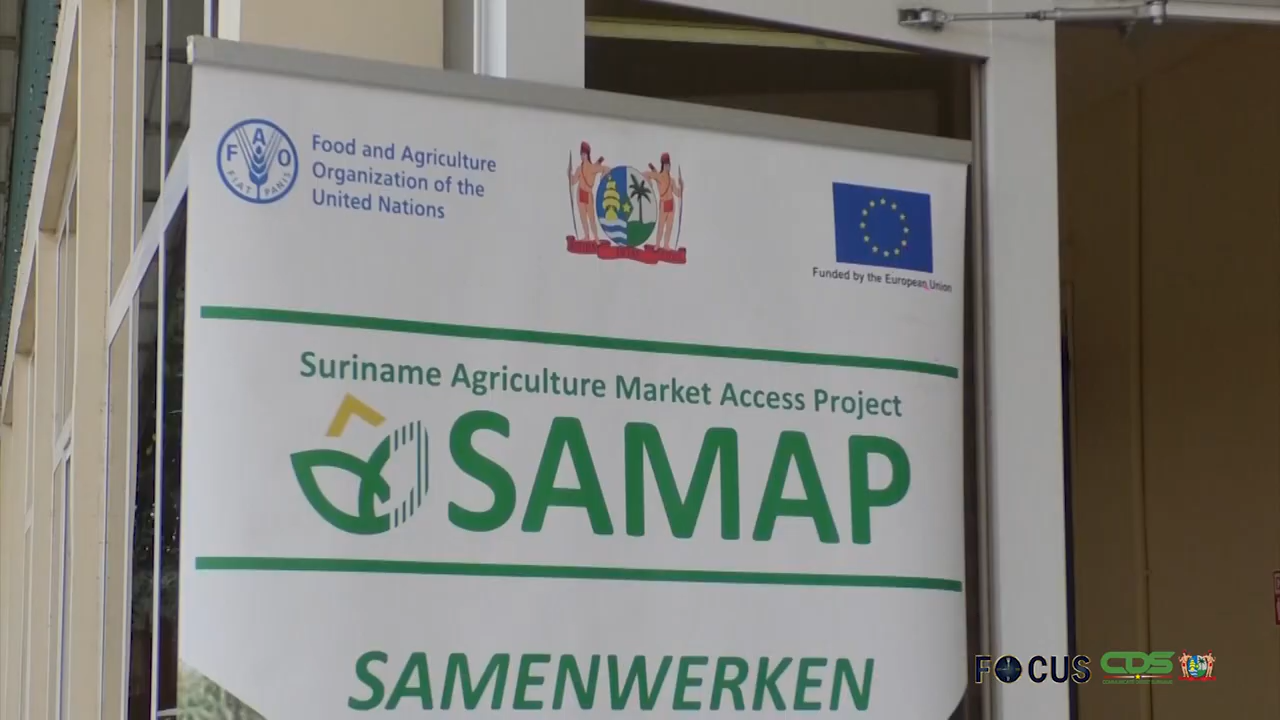 FAO
FIAT PANIS
Food and Agriculture
Organization of the
United Nations
Funded by the European Union
Suriname Agriculture Market Access Project
SAMAP
SAMENWERKEN
FOCUS
CDS